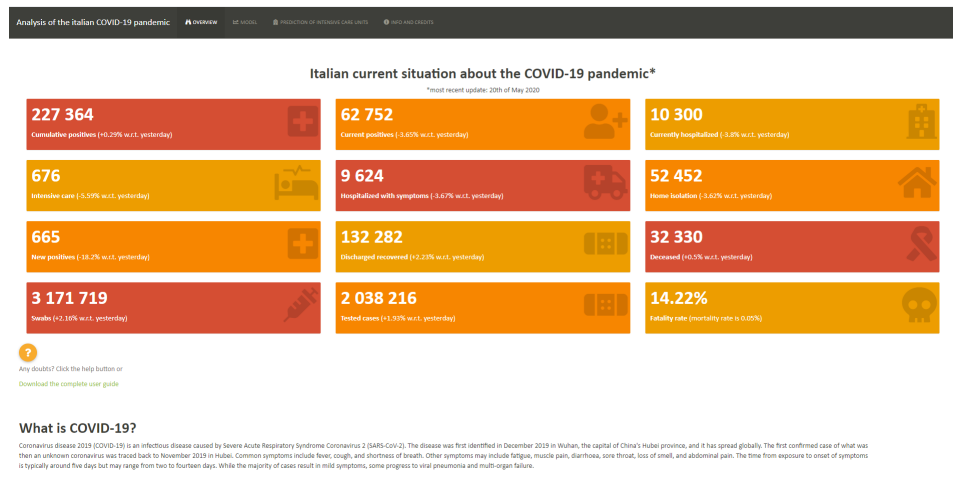 Analysis of the italian COVID-19 pandemic OVERVIEW MODEL PREDICTION OF INTENSIVE CARE UNITS INFO AND CREDITS
Italian current situation about the COVID-19 pandemic*
*most recent update: 20th of May 2020
227 364
Cumulative positives (+0.29% w.r.t. yesterday)
62 752
Current positives (-3.65% w.r.t. yesterday)
10 300
Currently hospitalized (-3.8% w.r.t. yesterday)
676
Intensive care (-5.59% w.r.t. yesterday)
9 624
Hospitalized with symptoms (-3.67% w.r.t. yesterday)
52 452
Home isolation (-3.62% w.r.t. yesterday)
665
New positives (-18.2% w.r.t. yesterday)
132 282
Discharged recovered (+2.23% w.r.t. yesterday)
32 330
Deceased (+0.5% w.r.t. yesterday)
3 171 719
Swabs (+2.16% w.r.t. yesterday)
2 038 216
Tested cases (+1.93% w.r.t. yesterday)
14.22%
Fatality rate (mortality rate is 0.05%)
?
Any doubts? Click the help button or
Download the complete user guide
What is COVID-19?
Coronavirus disease 2019 (COVID-19) is an infectious disease caused by Severe Acute Respiratory Syndrome Coronavirus 2 (SARS-CoV-2). The disease was first identified in December 2019 in Wuhan, the capital of China's Hubei province, and it has spread globally. The first confirmed case of what was
then an unknown coronavirus was traced back to November 2019 in Hubei. Common symptoms include fever, cough, and shortness of breath. Other symptoms may include fatigue, muscle pain, diarrhoea, sore throat, loss of smell, and abdominal pain. The time from exposure to onset of symptoms
is typically around five days but may range from two to fourteen days. While the majority of cases result in mild symptoms, some progress to viral pneumonia and multi-organ failure.